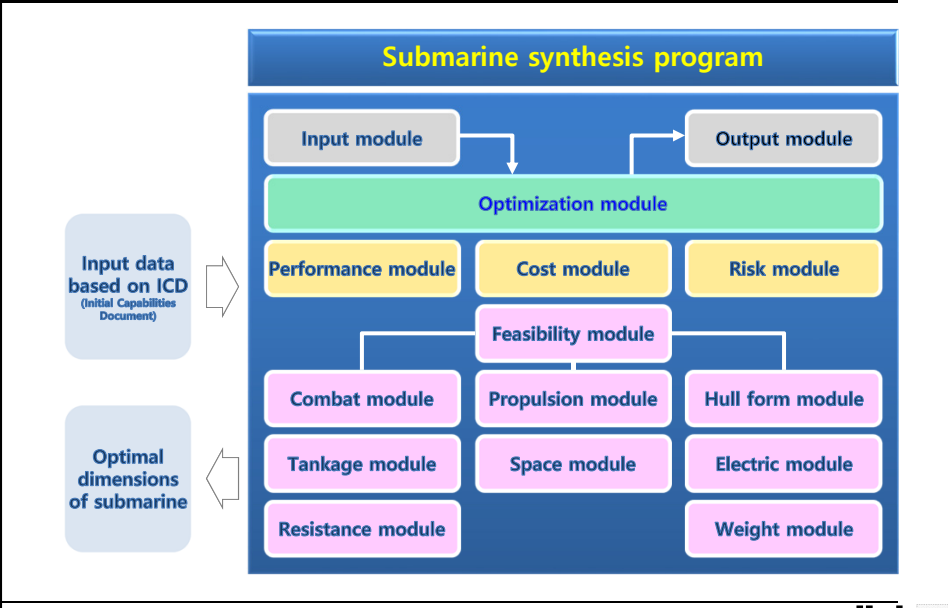 Submarine synthesis program
Input module
Output module
Optimization module
Input data
based on ICD
(Initial Capabilities
Document)
Performance module
Cost module
Risk module
Feasibility module
Combat module
Propulsion module
Hull form module
Optimal
dimensions
of submarine
Tankage module
Space module
Electric module
Resistance module
Weight module